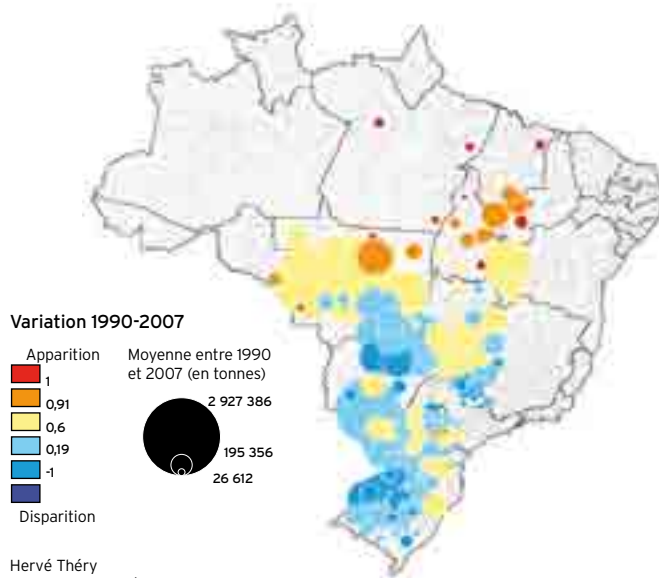 Variation 1990-2007
Apparition
1
0,91
0,6
0,19
-1
Disparition
Moyenne entre 1990
et 2007 (en tonnes)
2 927 386
195 356
26 612
Hervé Théry